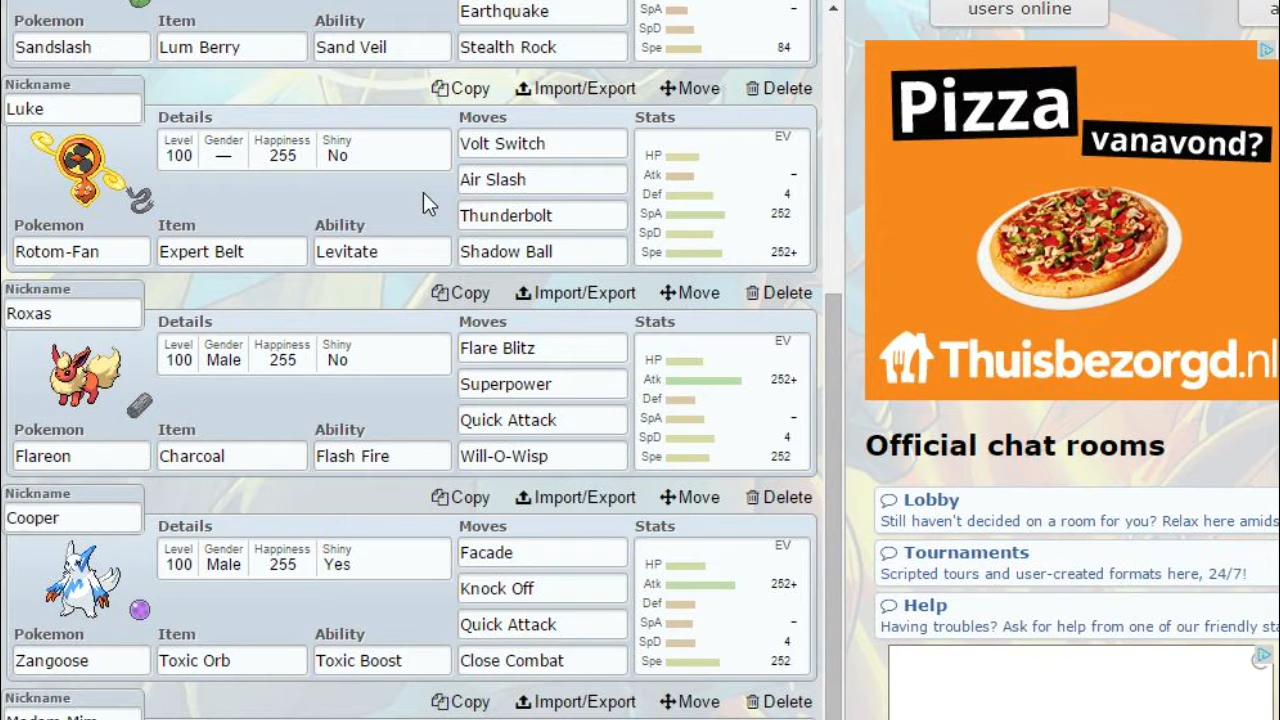 Earthquake
SpA -
users online
a
Pokemon Item Ability
SpD
Sandslash Lum Berry Sand Veil Stealth Rock
Spe 84
Nickname
Luke
Copy Import/Export Move Delete
Details Moves Stats
Level Gender Happiness Shiny
100 — 255 No
Volt Switch
Air Slash
Thunderbolt
Shadow Ball
EV
HP
Atk -
Def 4
SpA 252
SpD
Spe 252+
Pokemon Item Ability
Rotom-Fan Expert Belt Levitate
Nickname
Roxas
Copy Import/Export Move Delete
Details Moves Stats
Level Gender Happiness Shiny
100 Male 255 No
Flare Blitz
Superpower
Quick Attack
Will-O-Wisp
EV
HP
Atk 252+
Def
SpA -
SpD 4
Spe 252
Pokemon Item Ability
Flareon Charcoal Flash Fire
Nickname
Cooper
Copy Import/Export Move Delete
Details Moves Stats
Level Gender Happiness Shiny
100 Male 255 Yes
Facade
Knock Off
Quick Attack
Close Combat
EV
HP
Atk 252+
Def
SpA -
SpD 4
Spe 252
Pokemon Item Ability
Zangoose Toxic Orb Toxic Boost
Nickname
Copy Import/Export Move Delete
Pizza
vanavond?
Thuisbezorgd.nl
Official chat rooms
Lobby
Still haven't decided on a room for you? Relax here amids
Tournaments
Scripted tours and user-created formats here, 24/7!
Help
Having troubles? Ask for help from one of our friendly sta